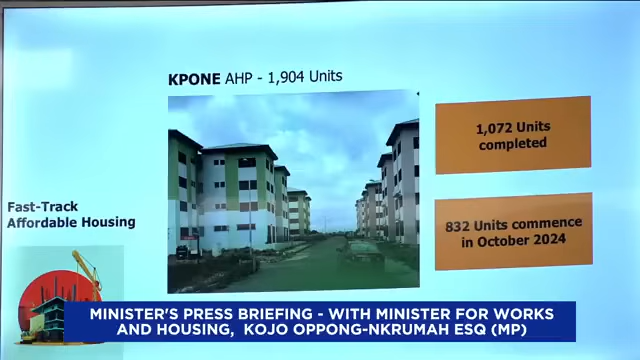 KPONE AHP - 1,904 Units
1,072 Units
completed
Fast-Track
Affordable Housing
832 Units commence
in October 2024
MINISTER'S PRESS BRIEFING - WITH MINISTER FOR WORKS
AND HOUSING, KOJO OPPONG-NKRUMAH ESQ (MP)